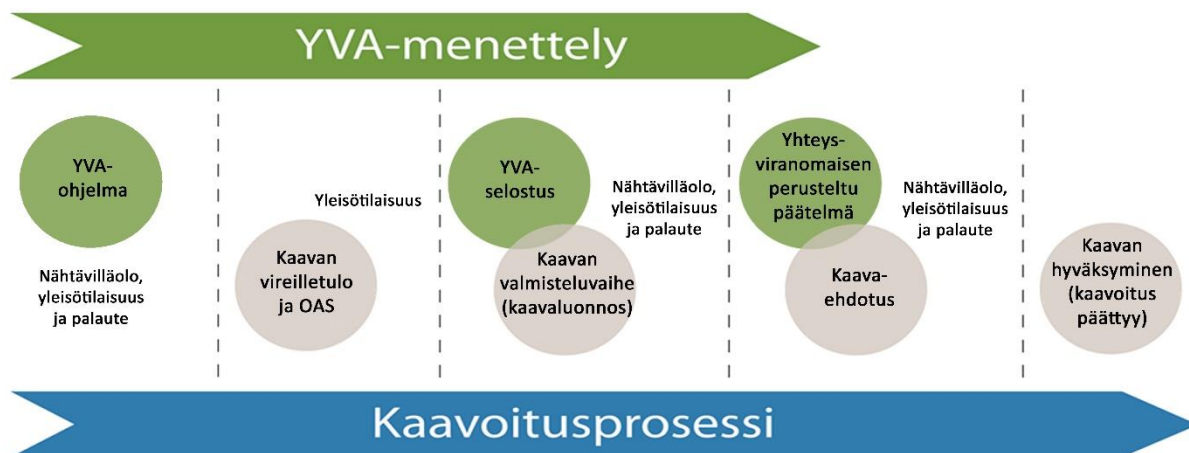 YVA-menettely
YVA-
ohjelma
Nähtävilläolo,
yleisötilaisuus
ja palaute
Yleisötilaisuus
Kaavan
vireilletulo
ja OAS
YVA-
selostus
Nähtävilläolo,
yleisötilaisuus
ja palaute
Kaavan
valmisteluvaihe
(kaavaluonnos)
Yhteys-
viranomaisen
perusteltu
päätelmä
Nähtävilläolo,
yleisötilaisuus
ja palaute
Kaava-
ehdotus
Kaavan
hyväksyminen
(kaavoitus
päättyy)
Kaavoitusprosessi